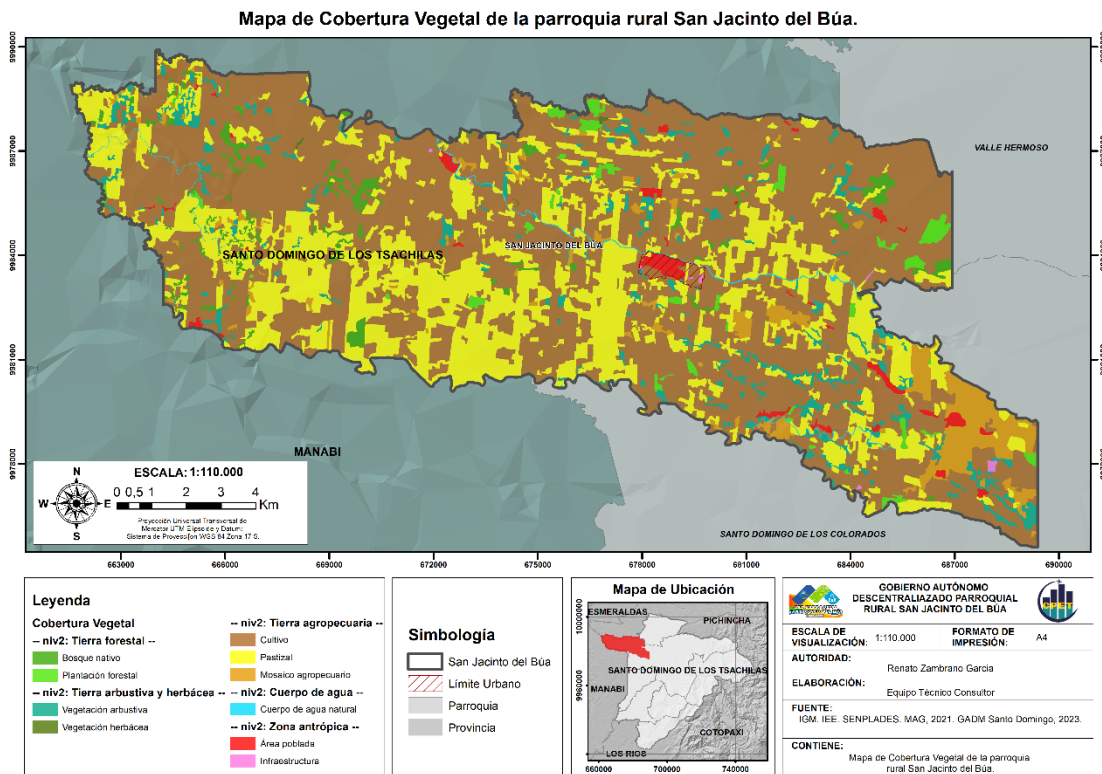 Mapa de Cobertura Vegetal de la parroquia rural San Jacinto del Búa.
9990000
9987000
9984000
9981000
9978000
VALLE HERMOSO
SAN JACINTO DEL BÚA
SANTO DOMINGO DE LOS TSACHILAS
MANABI
SANTO DOMINGO DE LOS COLORADOS
N
W
E
S
ESCALA: 1:110.000
0 0,5 1 2 3 4
Km
Proyección Universal Transversal de
Mercator UTM Elipsoide y Datum:
663000 666000 669000 672000 675000 678000 681000 684000 687000 690000
Leyenda
Cobertura Vegetal
-- niv2: Tierra forestal --
Bosque nativo
Plantación forestal
-- niv2: Tierra arbustiva y herbácea --
Vegetación arbustiva
Vegetación herbácea
-- niv2: Tierra agropecuaria --
Cultivo
Pastizal
Mosaico agropecuario
-- niv2: Cuerpo de agua --
Cuerpo de agua natural
-- niv2: Zona antrópica --
Área poblada
Infraestructura
Simbología
San Jacinto del Búa
Límite Urbano
Parroquia
Provincia
Mapa de Ubicación
ESMERALDAS
PICHINCHA
SANTO DOMINGO DE LOS TSACHILAS
MANABI
COTOPAXI
LOS RIOS
10000000
9960000
660000 700000 740000
GOBIERNO AUTÓNOMO
DESCENTRALIAZADO PARROQUIAL
RURAL SAN JACINTO DEL BÚA
CPET
ESCALA DE
VISUALIZACIÓN: 1:110.000
FORMATO DE
IMPRESIÓN: A4
AUTORIDAD:
Renato Zambrano Garcia
ELABORACIÓN:
Equipo Técnico Consultor
FUENTE:
IGM. IEE. SENPLADES. MAG, 2021. GADM Santo Domingo, 2023.
CONTIENE:
Mapa de Cobertura Vegetal de la parroquia
rural San Jacinto del Búa.